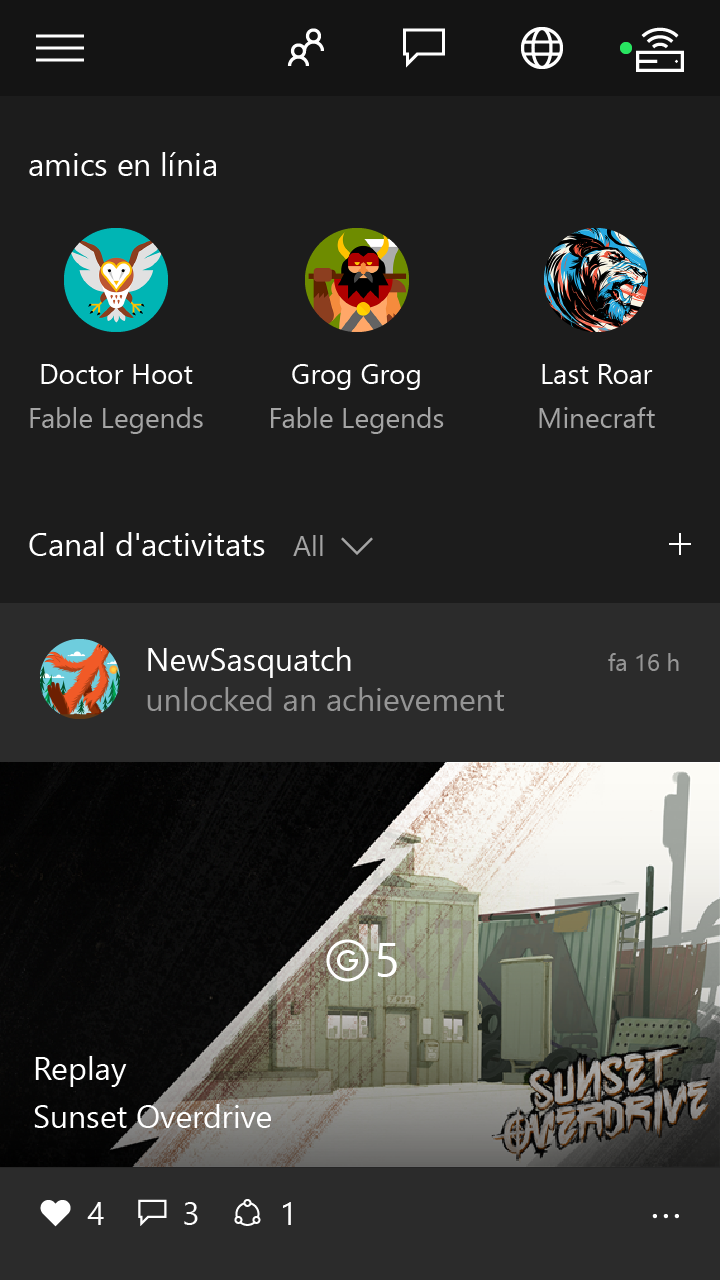 amics en línia
Doctor Hoot
Fable Legends
Grog Grog
Fable Legends
Last Roar
Minecraft
Canal d'activitats All
NewSasquatch
fa 16 h
unlocked an achievement
G 5
Replay
Sunset Overdrive
SUNSET
OVERDRIVE
4 3 1